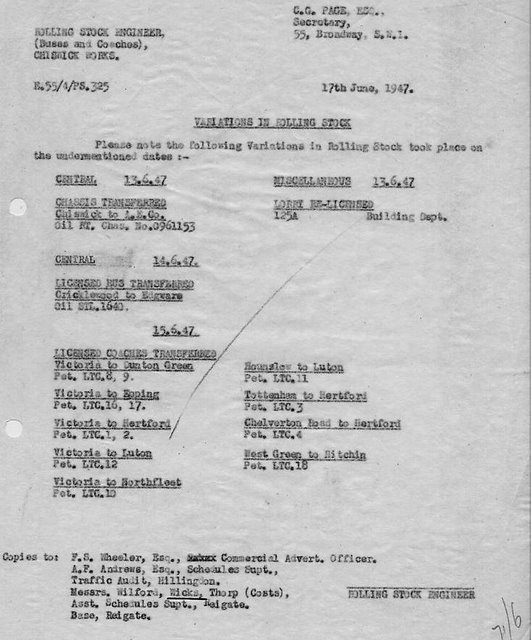 C.G. PAGE, ESQ.,
Secretary,
55, Broadway, S.W.1.
ROLLING STOCK ENGINEER,
(Buses and Coaches),
CHISWICK WORKS.
E.55/4/PS.325
17th June, 1947.
VARIATIONS IN ROLLING STOCK
Please note the following Variations in Rolling Stock took place on
the undermentioned dates :-
CENTRAL 13.6.47
CHASSIS TRANSFERRED
Chiswick to A.E.Co.
Oil RT. Chas. No.0961153
MISCELLANEOUS 13.6.47
LORRY RE-LICENSED
125A Building Dept.
CENTRAL 14.6.47.
LICENSED BUS TRANSFERRED
Cricklewood to Edgware
Oil STL.1640.
15.6.47
LICENSED COACHES TRANSFERRED
Victoria to Dunton Green
Pet. LTC.8, 9.
Victoria to Epping
Pet. LTC.16, 17.
Victoria to Hertford
Pet. LTC.1, 2.
Victoria to Luton
Pet. LTC.12
Victoria to Northfleet
Pet. LTC.10
Hounslow to Luton
Pet. LTC.11
Tottenham to Hertford
Pet. LTC.3
Chelverton Road to Hertford
Pet. LTC.4
West Green to Hitchin
Pet. LTC.18
Copies to: F.S. Wheeler, Esq., Commercial Advert. Officer.
A.F. Andrews, Esq., Schedules Supt.,
Traffic Audit, Hillingdon.
Messrs. Wilford, Wicks, Thorp (Costs),
Asst. Schedules Supt., Reigate.
Base, Reigate.
ROLLING STOCK ENGINEER